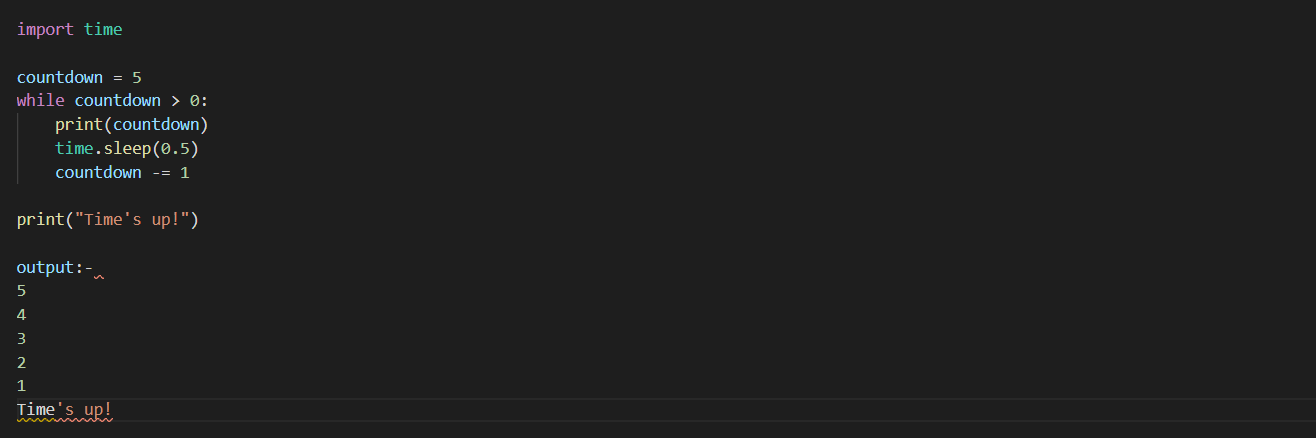 import time

countdown = 5
while countdown > 0:
    print(countdown)
    time.sleep(0.5)
    countdown -= 1

print("Time's up!")

output:-
5
4
3
2
1
Time's up!